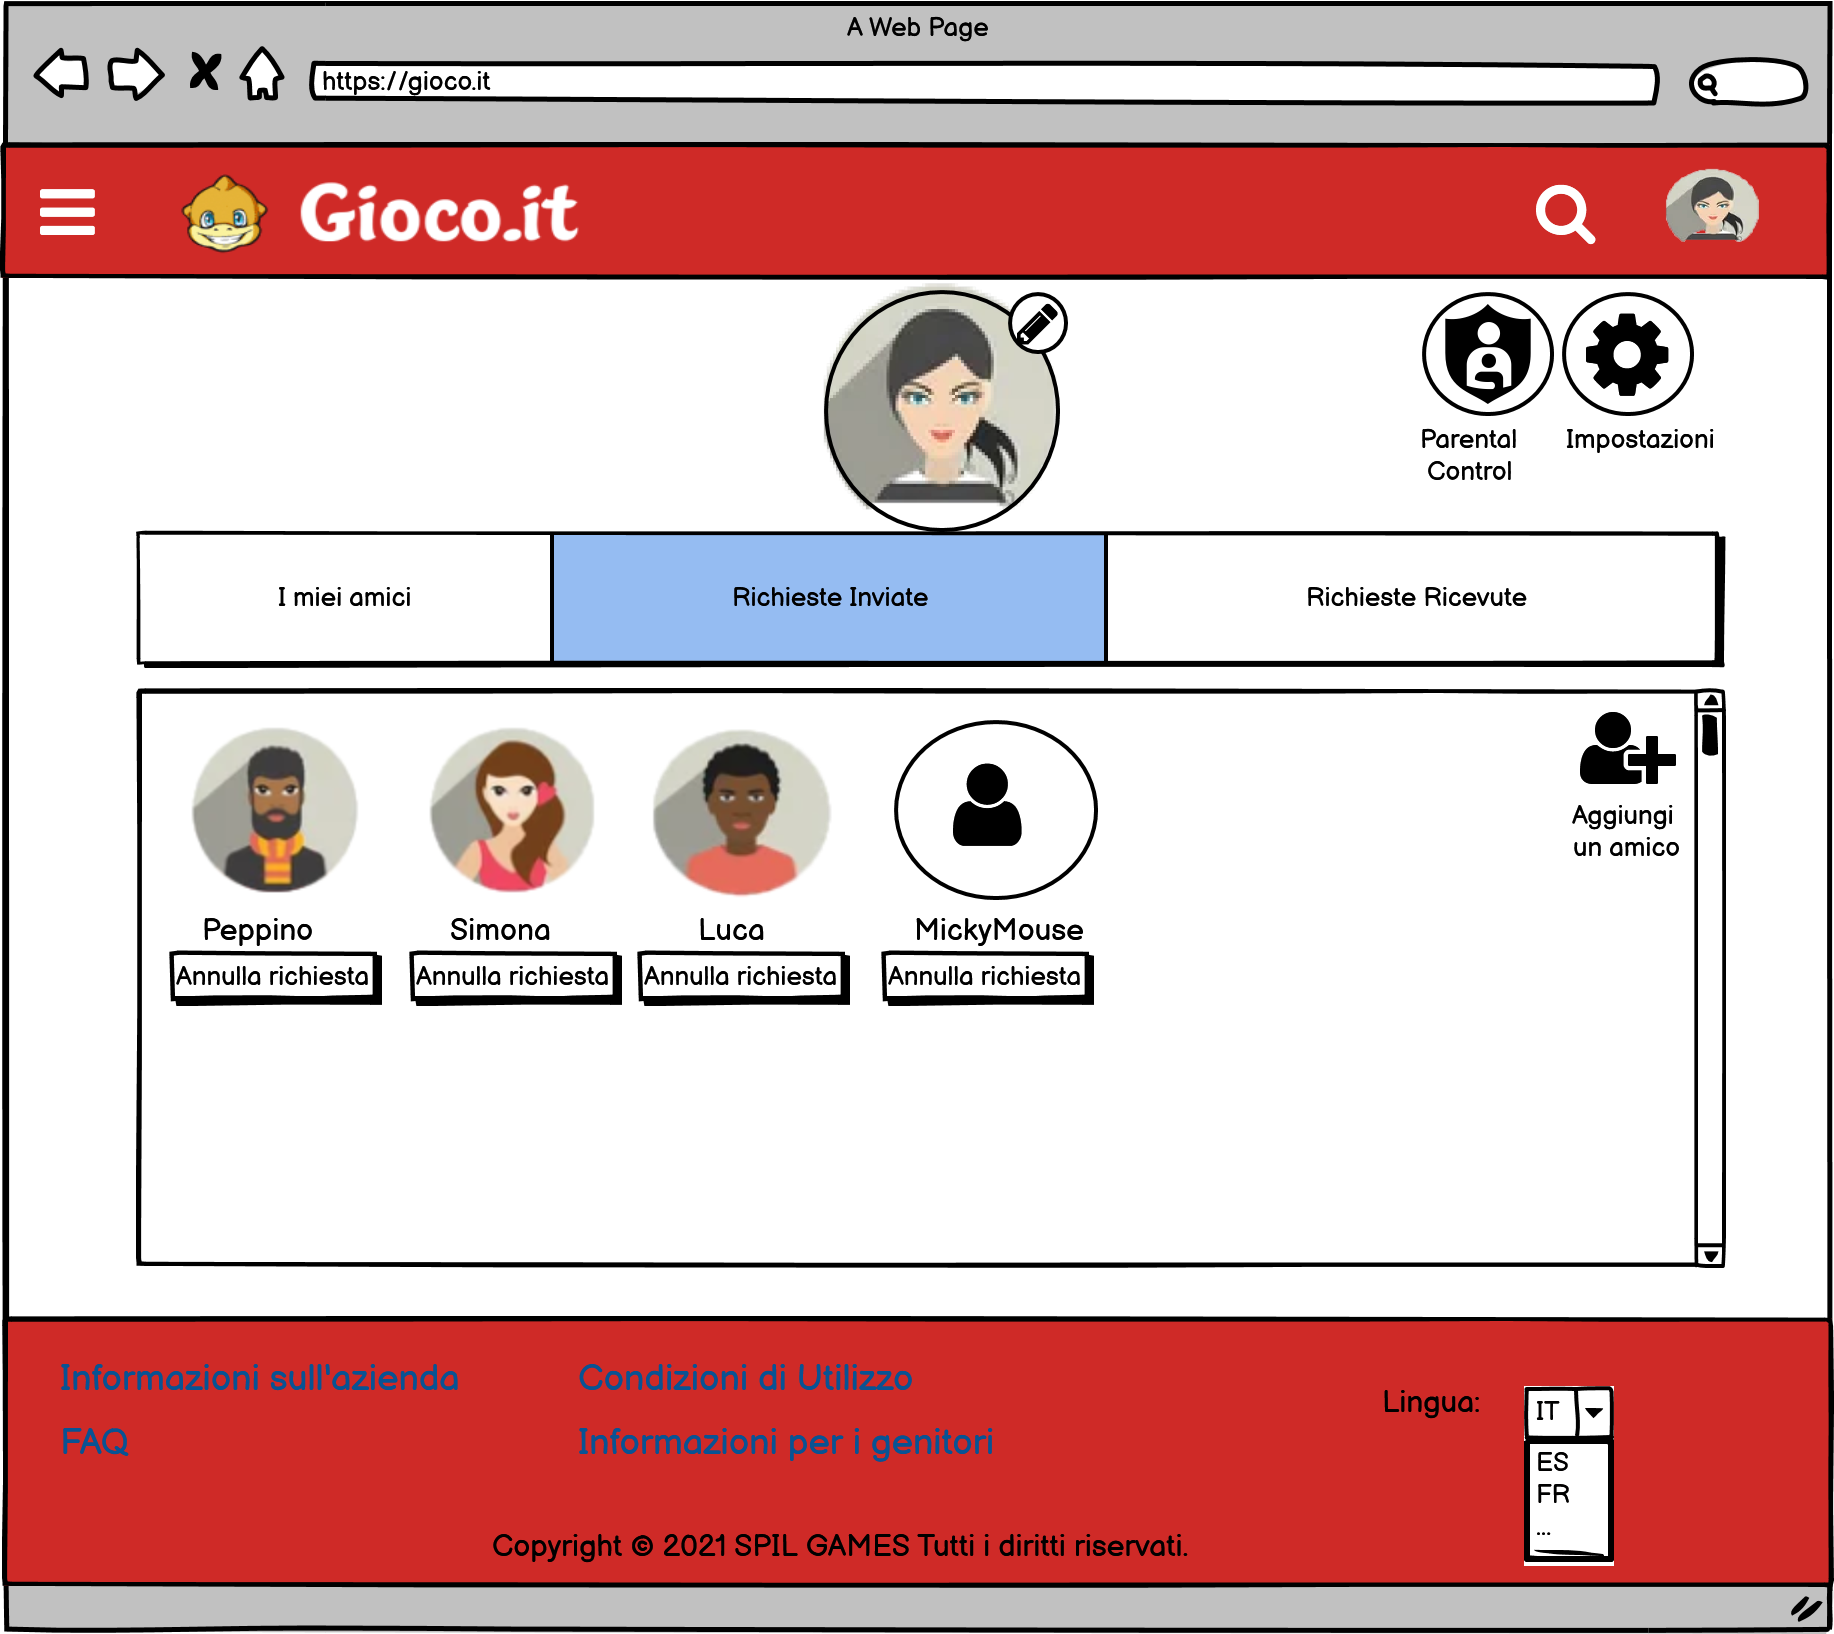 A Web Page
https://gioco.it
Gioco.it
Parental
Control
Impostazioni
I miei amici
Richieste Inviate
Richieste Ricevute
Aggiungi
un amico
Peppino
Simona
Luca
MickyMouse
Annulla richiesta
Annulla richiesta
Annulla richiesta
Annulla richiesta
Informazioni sull'azienda
Condizioni di Utilizzo
FAQ
Informazioni per i genitori
Lingua:
IT
ES
FR
...
Copyright © 2021 SPIL GAMES Tutti i diritti riservati.